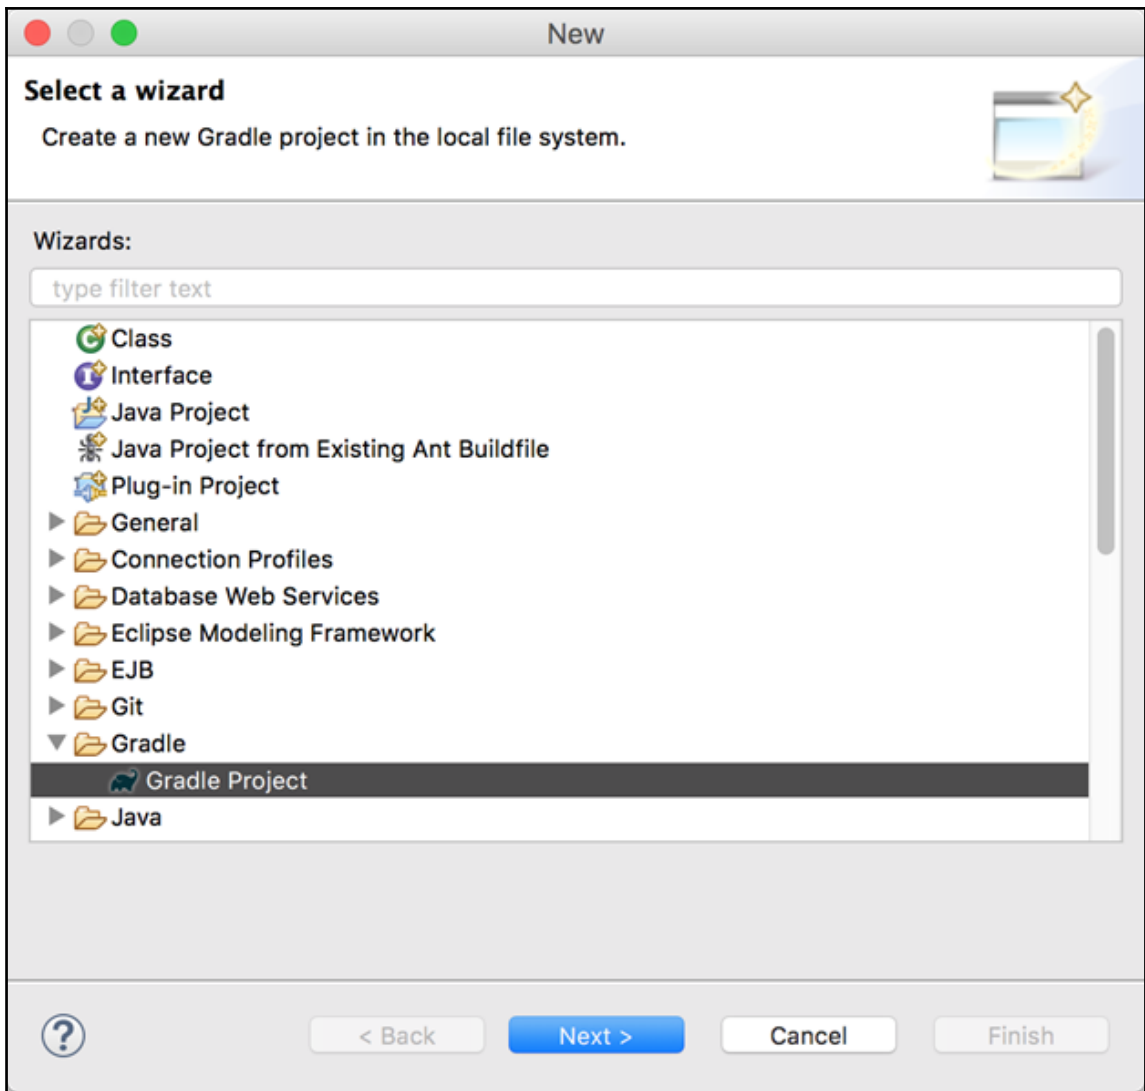 New
Select a wizard
Create a new Gradle project in the local file system.
Wizards:
type filter text
Class
Interface
Java Project
Java Project from Existing Ant Buildfile
Plug-in Project
General
Connection Profiles
Database Web Services
Eclipse Modeling Framework
EJB
Git
Gradle
Gradle Project
Java
? < Back Next > Cancel Finish